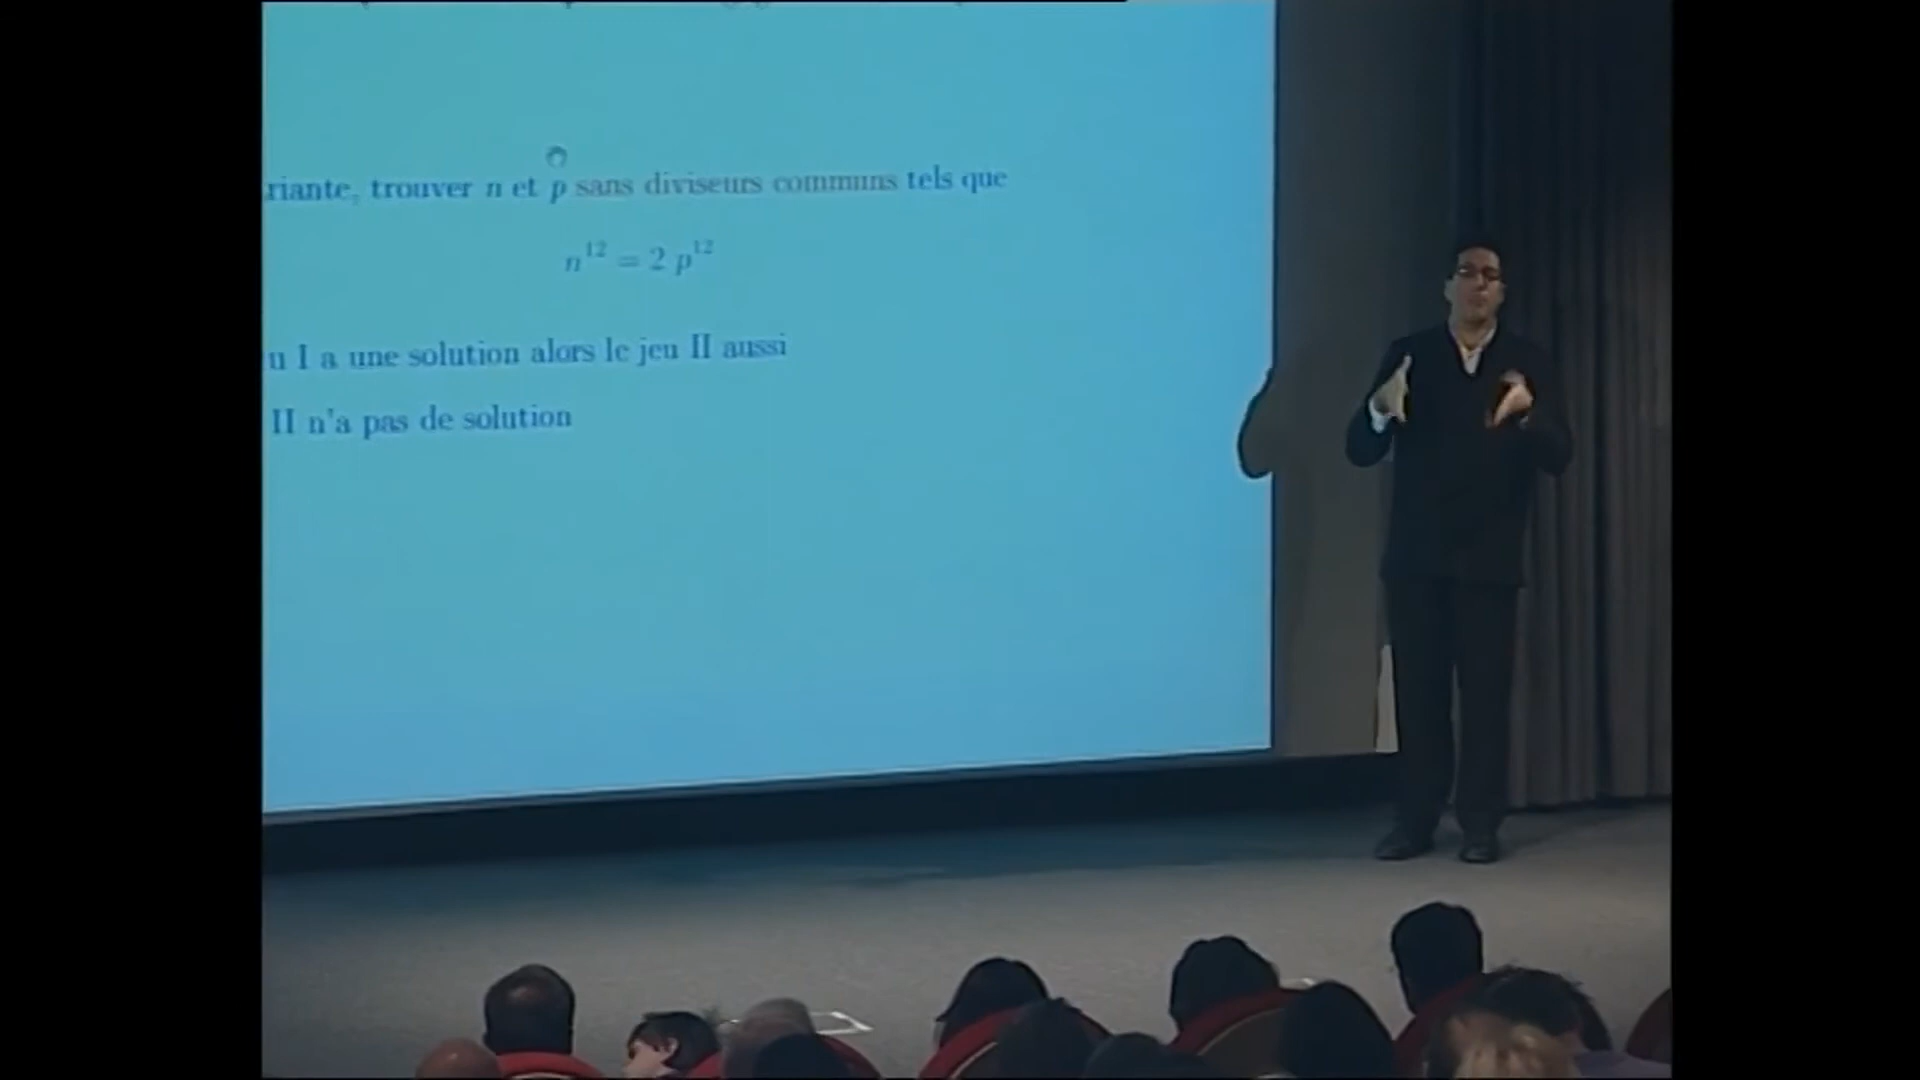 riante, trouver n et p sans diviseurs communs tels que
n¹² = 2 p¹²
u I a une solution alors le jeu II aussi
II n'a pas de solution